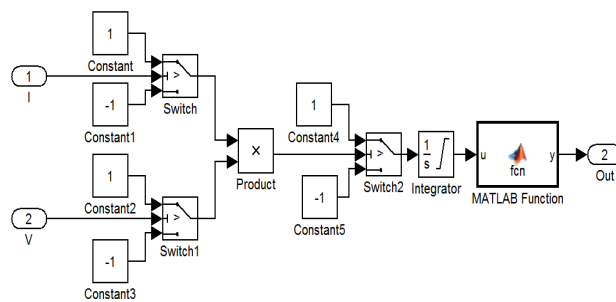 1
Constant
1
I
>
Switch
-1
Constant1
1
Constant2
2
V
>
Switch1
-1
Constant3
×
Product
1
Constant4
>
Switch2
-1
Constant5
1
s
Integrator
u
fcn
y
MATLAB Function
2
Out